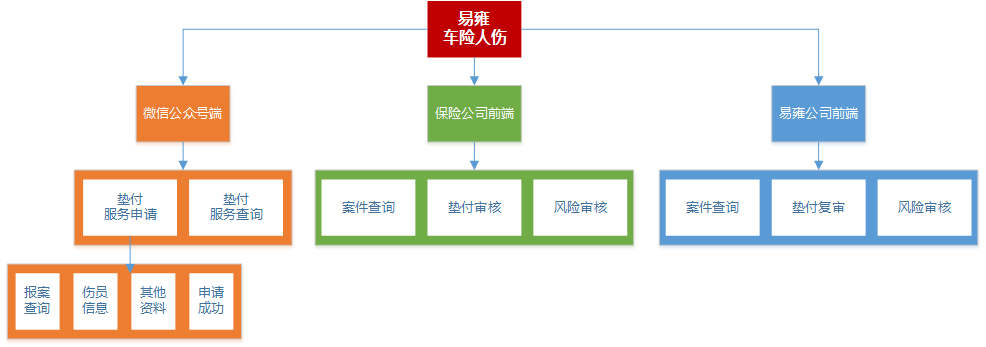 易雍
车险人伤
微信公众号端
保险公司前端
易雍公司前端
垫付
服务申请
垫付
服务查询
案件查询
垫付审核
风险审核
案件查询
垫付复审
风险审核
报案
查询
伤员
信息
其他
资料
申请
成功